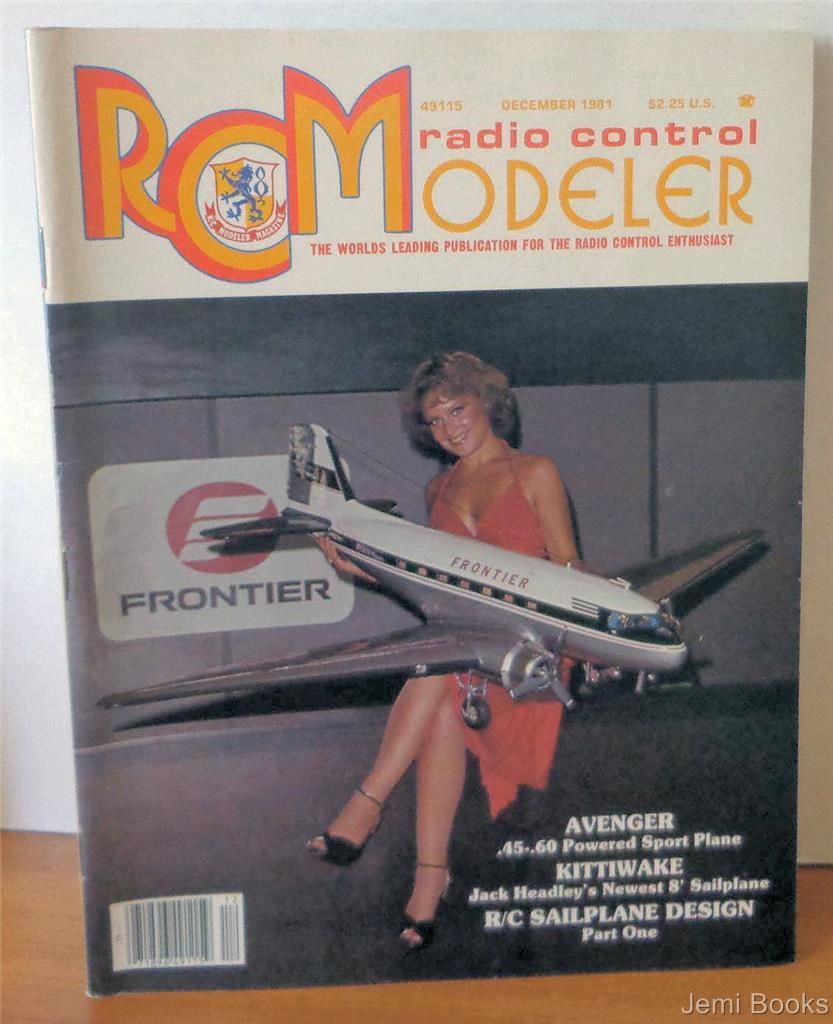 RCM
49115 DECEMBER 1981 $2.25 U.S.
radio control
MODELER
R/C MODELER MAGAZINE
THE WORLDS LEADING PUBLICATION FOR THE RADIO CONTROL ENTHUSIAST
FRONTIER
FRONTIER
AVENGER
.45-.60 Powered Sport Plane
KITTIWAKE
Jack Headley's Newest 8' Sailplane
R/C SAILPLANE DESIGN
Part One
12
Jemi Books